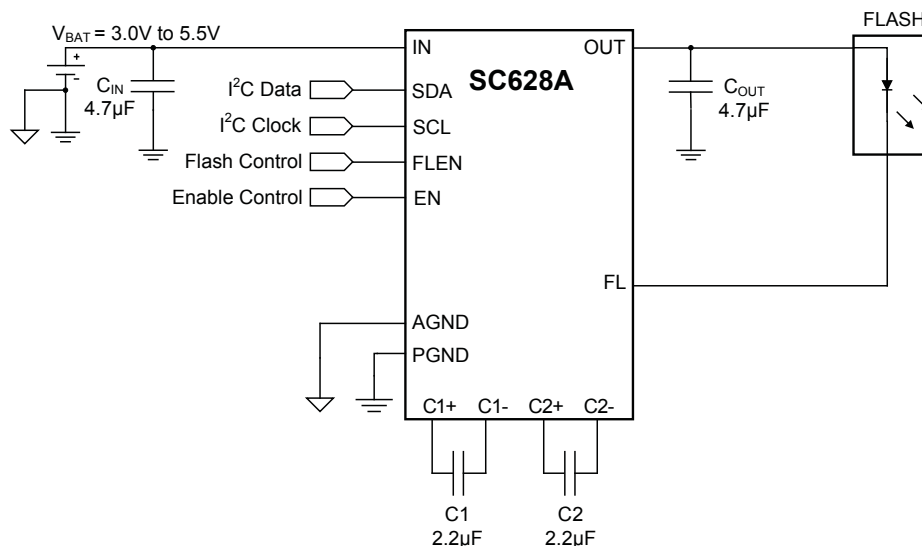 V_BAT = 3.0V to 5.5V
FLASH
IN
OUT
SC628A
C_IN
4.7µF
C_OUT
4.7µF
I²C Data
SDA
I²C Clock
SCL
Flash Control
FLEN
Enable Control
EN
FL
AGND
PGND
C1+ C1- C2+ C2-
C1
2.2µF
C2
2.2µF